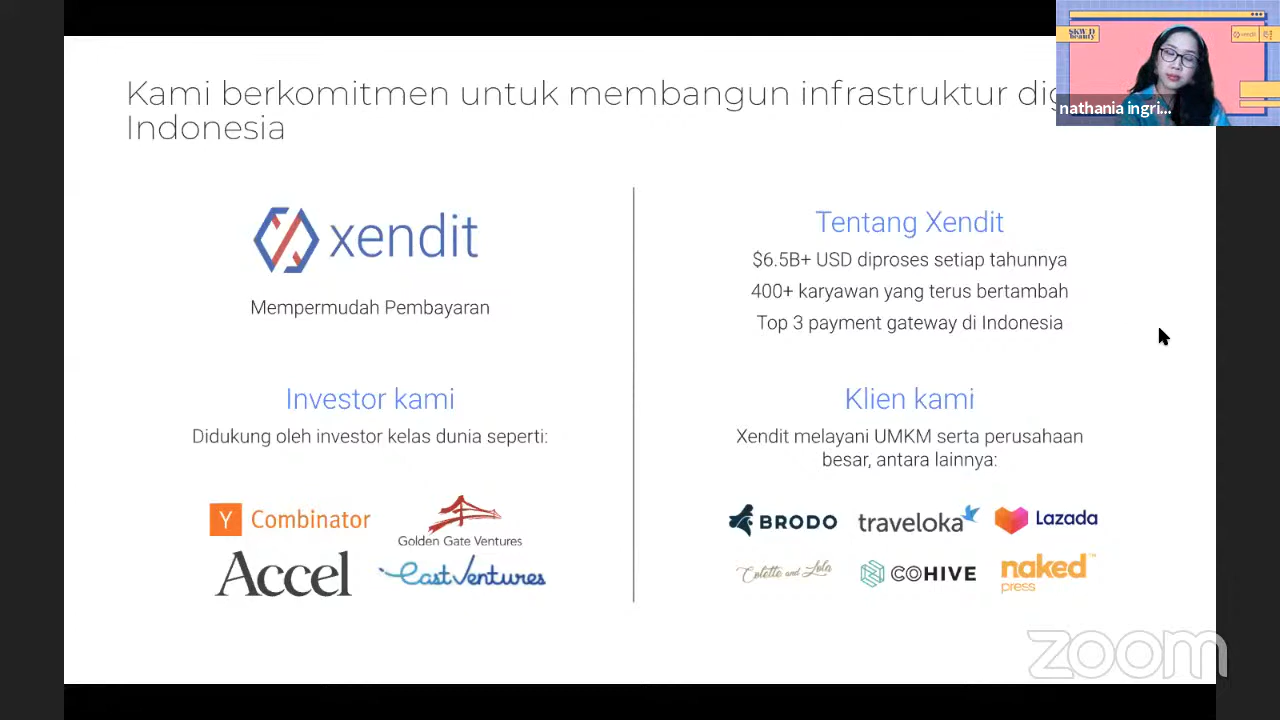 Kami berkomitmen untuk membangun infrastruktur dig
Indonesia
xendit
Mempermudah Pembayaran
Tentang Xendit
$6.5B+ USD diproses setiap tahunnya
400+ karyawan yang terus bertambah
Top 3 payment gateway di Indonesia
Investor kami
Didukung oleh investor kelas dunia seperti:
Y Combinator
Golden Gate Ventures
Accel
East Ventures
Klien kami
Xendit melayani UMKM serta perusahaan
besar, antara lainnya:
BRODO
traveloka
Lazada
Colette and Lola
COHIVE
naked
press
TM
nathania ingri...
xendit
zoom